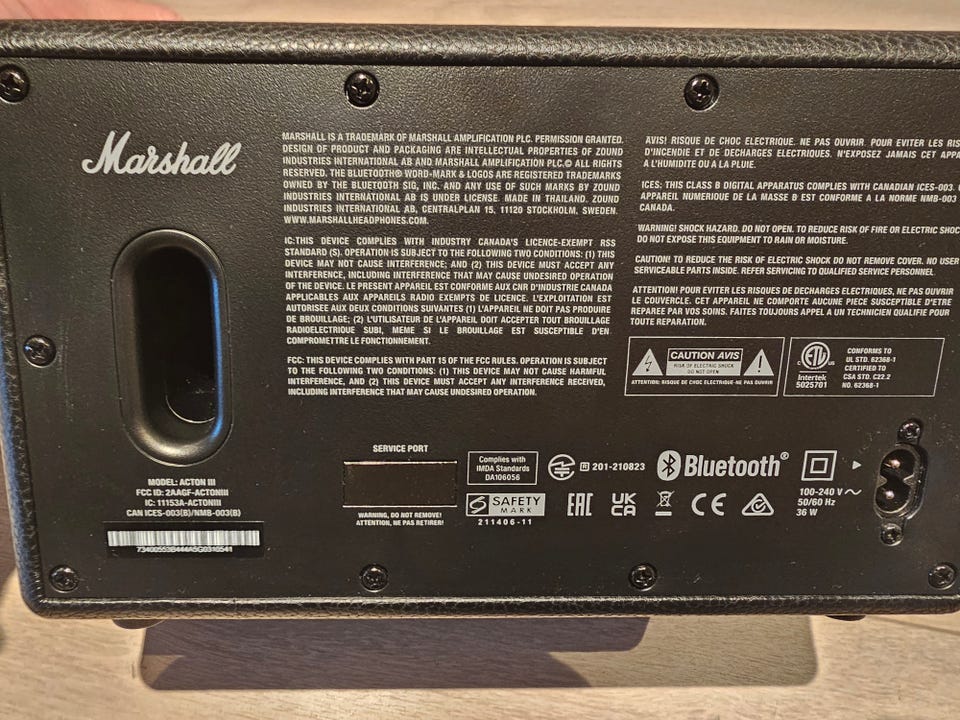 Marshall
MARSHALL IS A TRADEMARK OF MARSHALL AMPLIFICATION PLC. PERMISSION GRANTED.
DESIGN OF PRODUCT AND PACKAGING ARE INTELLECTUAL PROPERTIES OF ZOUND
INDUSTRIES INTERNATIONAL AB AND MARSHALL AMPLIFICATION PLC.© ALL RIGHTS
RESERVED. THE BLUETOOTH® WORD-MARK & LOGOS ARE REGISTERED TRADEMARKS
OWNED BY THE BLUETOOTH SIG, INC. AND ANY USE OF SUCH MARKS BY ZOUND
INDUSTRIES INTERNATIONAL AB IS UNDER LICENSE. MADE IN THAILAND. ZOUND
INDUSTRIES INTERNATIONAL AB, CENTRALPLAN 15, 11120 STOCKHOLM, SWEDEN.
WWW.MARSHALLHEADPHONES.COM.
IC:THIS DEVICE COMPLIES WITH INDUSTRY CANADA'S LICENCE-EXEMPT RSS
STANDARD (S). OPERATION IS SUBJECT TO THE FOLLOWING TWO CONDITIONS: (1) THIS
DEVICE MAY NOT CAUSE INTERFERENCE; AND (2) THIS DEVICE MUST ACCEPT ANY
INTERFERENCE, INCLUDING INTERFERENCE THAT MAY CAUSE UNDESIRED OPERATION
OF THE DEVICE. LE PRESENT APPAREIL EST CONFORME AUX CNR D'INDUSTRIE CANADA
APPLICABLES AUX APPAREILS RADIO EXEMPTS DE LICENCE. L'EXPLOITATION EST
AUTORISEE AUX DEUX CONDITIONS SUIVANTES (1) L'APPAREIL NE DOIT PAS PRODUIRE
DE BROUILLAGE; (2) L'UTILISATEUR DE L'APPAREIL DOIT ACCEPTER TOUT BROUILLAGE
RADIOELECTRIQUE SUBI, MEME SI LE BROUILLAGE EST SUSCEPTIBLE D'EN
COMPROMETTRE LE FONCTIONNEMENT.
FCC: THIS DEVICE COMPLIES WITH PART 15 OF THE FCC RULES. OPERATION IS SUBJECT
TO THE FOLLOWING TWO CONDITIONS: (1) THIS DEVICE MAY NOT CAUSE HARMFUL
INTERFERENCE, AND (2) THIS DEVICE MUST ACCEPT ANY INTERFERENCE RECEIVED,
INCLUDING INTERFERENCE THAT MAY CAUSE UNDESIRED OPERATION.
AVIS! RISQUE DE CHOC ELECTRIQUE. NE PAS OUVRIR. POUR EVITER LES
D'INCENDIE ET DE DECHARGES ELECTRIQUES. N'EXPOSEZ JAMAIS CET
A L'HUMIDITE OU A LA PLUIE.
ICES: THIS CLASS B DIGITAL APPARATUS COMPLIES WITH CANADIAN ICES-003.
APPAREIL NUMERIQUE DE LA MASSE B EST CONFORME A LA NORME NMB-003
CANADA.
WARNING! SHOCK HAZARD. DO NOT OPEN. TO REDUCE RISK OF FIRE OR ELECTRIC
DO NOT EXPOSE THIS EQUIPMENT TO RAIN OR MOISTURE.
CAUTION! TO REDUCE THE RISK OF ELECTRIC SHOCK DO NOT REMOVE COVER. NO USER
SERVICEABLE PARTS INSIDE. REFER SERVICING TO QUALIFIED SERVICE PERSONNEL.
ATTENTION! POUR EVITER LES RISQUES DE DECHARGES ELECTRIQUES, NE PAS OUVRIR
LE COUVERCLE. CET APPAREIL NE COMPORTE AUCUNE PIECE SUSCEPTIBLE D'ETRE
REPAREE PAR VOS SOINS. FAITES TOUJOURS APPEL A UN TECHNICIEN QUALIFIE POUR
TOUTE REPARATION.
CAUTION AVIS
RISK OF ELECTRIC SHOCK
DO NOT OPEN
ATTENTION: RISQUE DE CHOC ELECTRIQUE-NE PAS OUVRIR
ETL
C US
Intertek
5025701
CONFORMS TO
UL STD. 62368-1
CERTIFIED TO
CSA STD. C22.2
NO. 62368-1
MODEL: ACTON III
FCC ID: 2AAGF-ACTONIII
IC: 11153A-ACTONIII
CAN ICES-003(B)/NMB-003(B)
SERVICE PORT
WARNING, DO NOT REMOVE!
ATTENTION, NE PAS RETIRER!
Complies with
IMDA Standards
DA106056
SAFETY
MARK
211406-11
R 201-210823
Bluetooth®
EAC
UK
CA
CE
100-240 V~
50/60 Hz
36 W